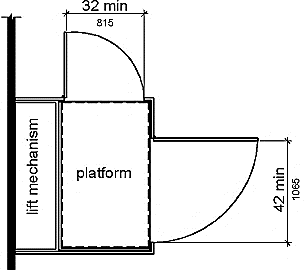 32 min
815
lift mechanism
platform
42 min
1065